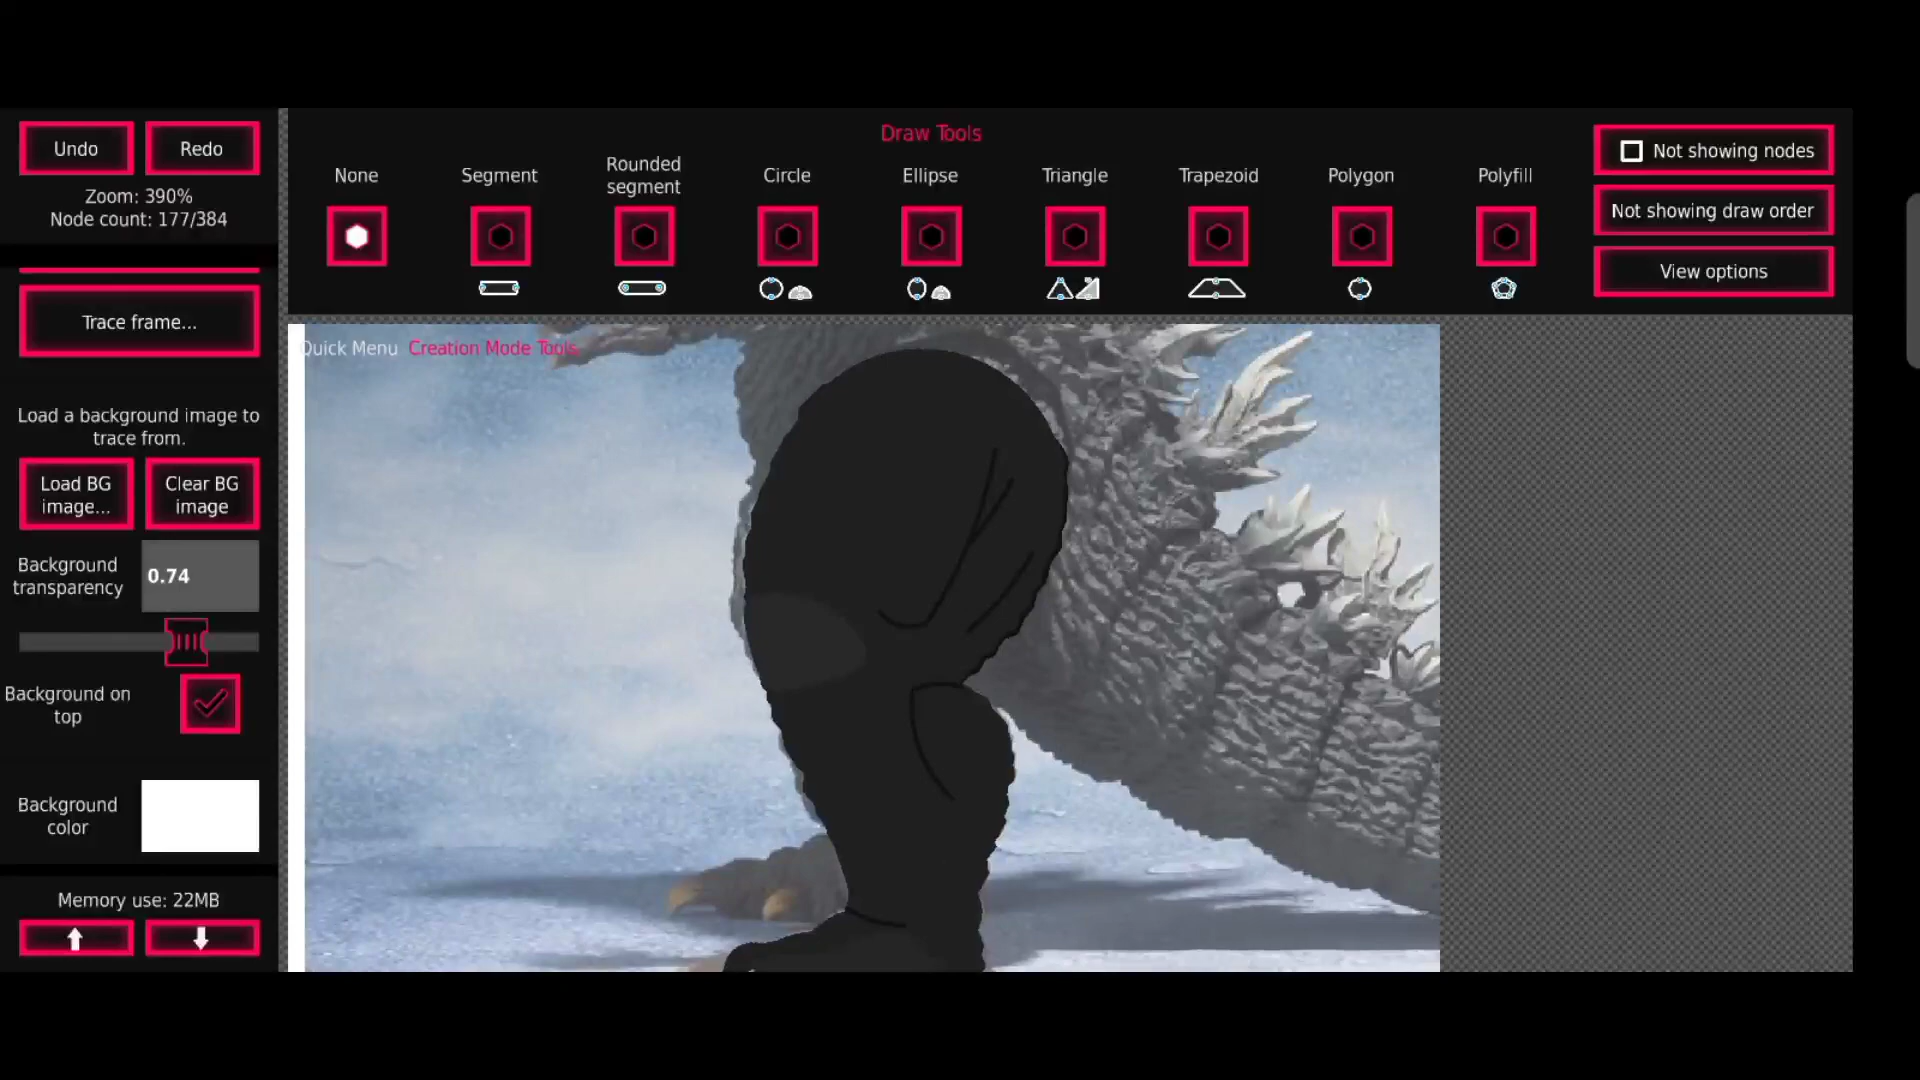 Undo
Redo
Zoom: 390%
Node count: 177/384
Trace frame...
Load a background image to
trace from.
Load BG
image...
Clear BG
image
Background
transparency
0.74
Background on
top
Background
color
Memory use: 22MB
Draw Tools
None
Segment
Rounded
segment
Circle
Ellipse
Triangle
Trapezoid
Polygon
Polyfill
Not showing nodes
Not showing draw order
View options
Quick Menu
Creation Mode Tools